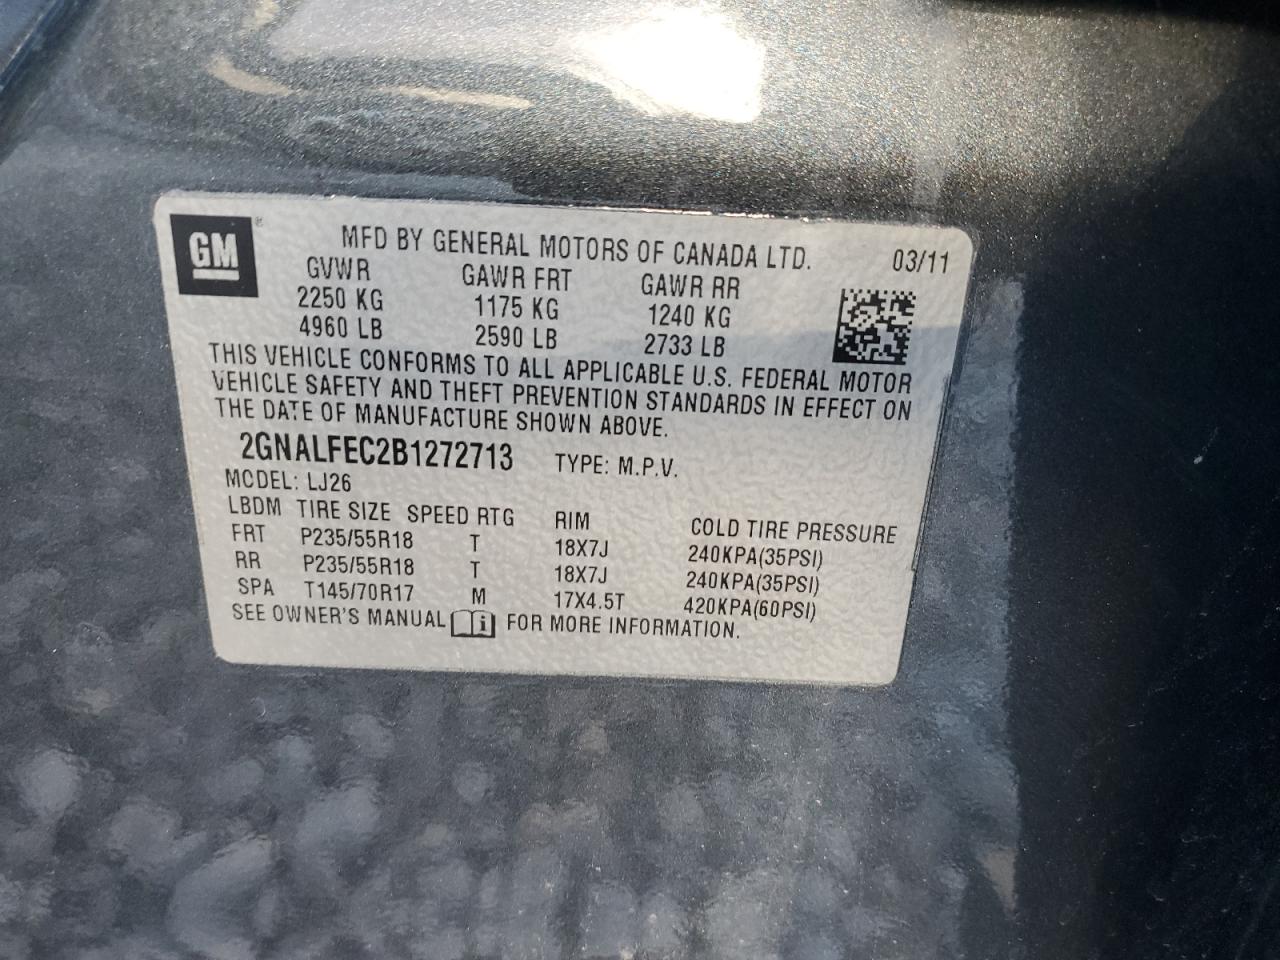 GM ®
MFD BY GENERAL MOTORS OF CANADA LTD. 03/11
GVWR GAWR FRT GAWR RR
2250 KG 1175 KG 1240 KG
4960 LB 2590 LB 2733 LB
THIS VEHICLE CONFORMS TO ALL APPLICABLE U.S. FEDERAL MOTOR
VEHICLE SAFETY AND THEFT PREVENTION STANDARDS IN EFFECT ON
THE DATE OF MANUFACTURE SHOWN ABOVE.
2GNALFEC2B1272713 TYPE: M.P.V.
MODEL: LJ26
LBDM TIRE SIZE SPEED RTG RIM COLD TIRE PRESSURE
FRT P235/55R18 T 18X7J 240KPA(35PSI)
RR P235/55R18 T 18X7J 240KPA(35PSI)
SPA T145/70R17 M 17X4.5T 420KPA(60PSI)
SEE OWNER'S MANUAL i FOR MORE INFORMATION.